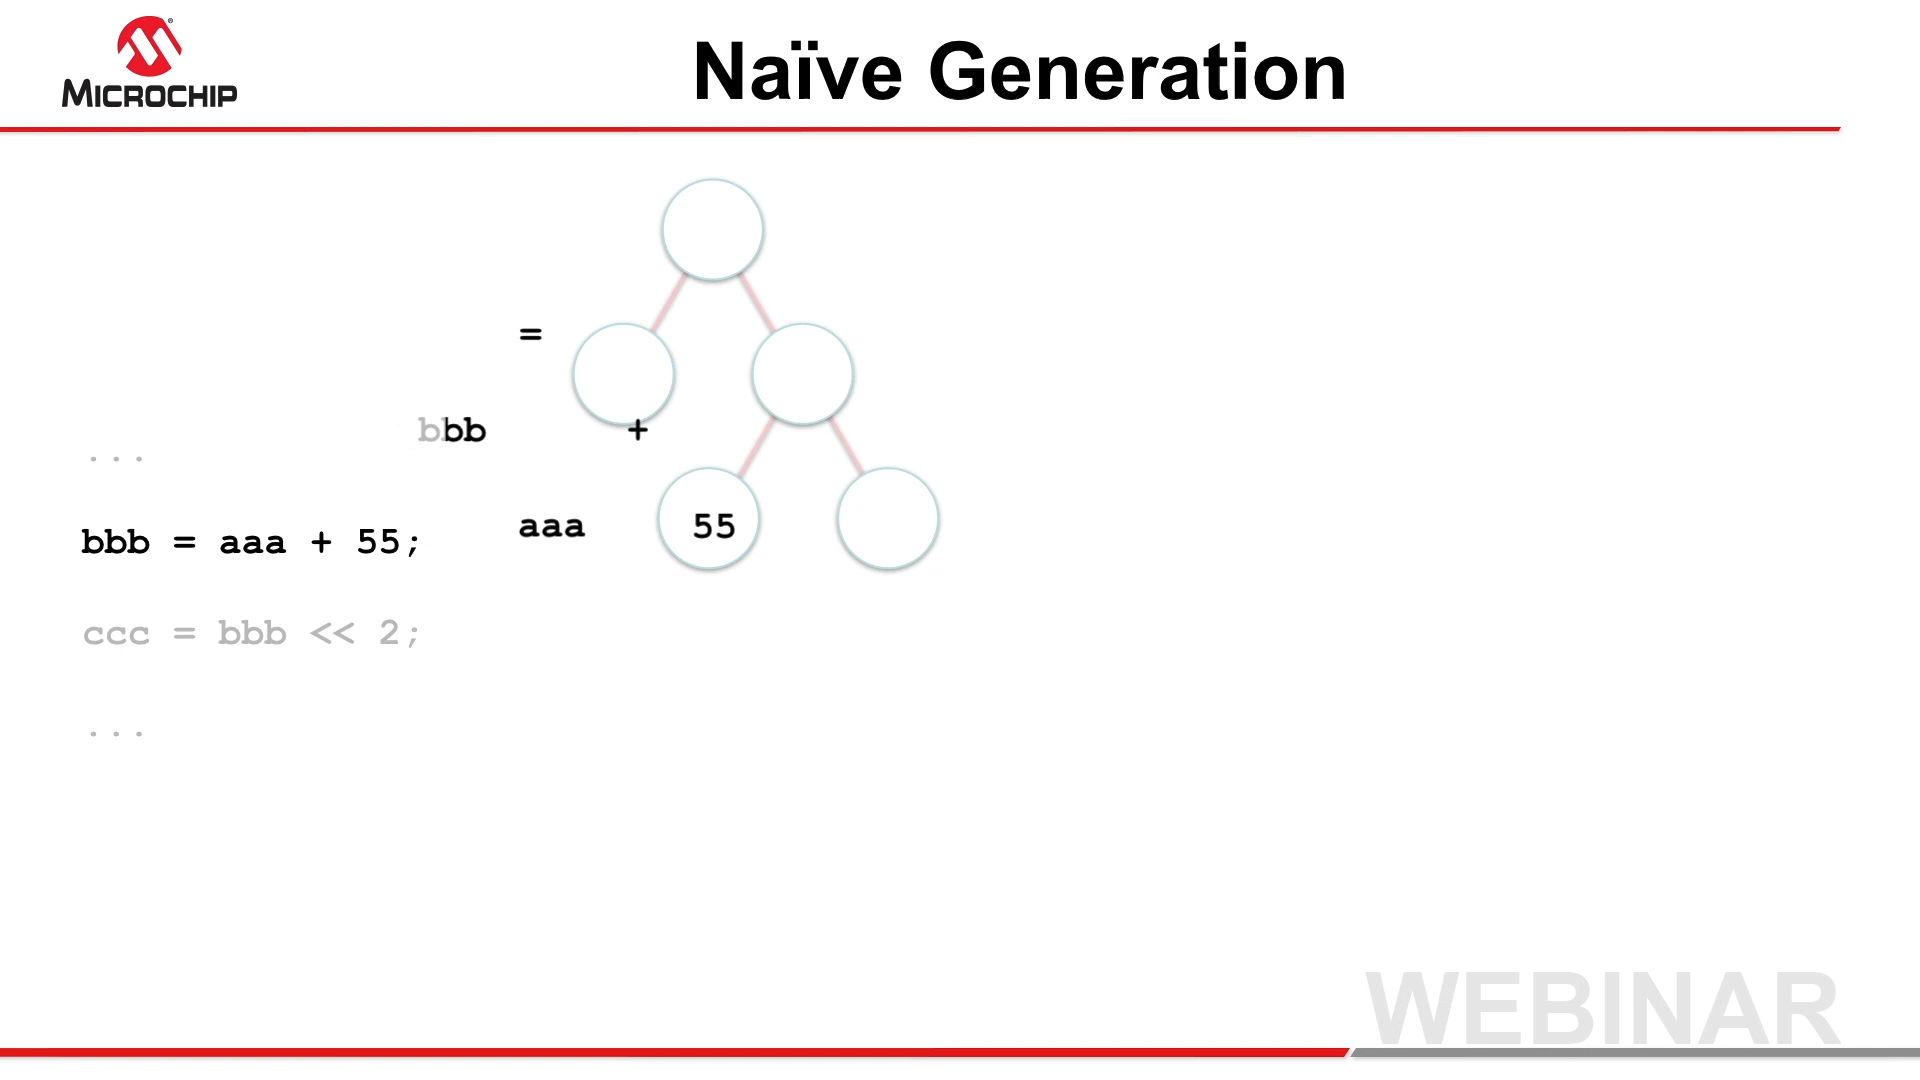 MICROCHIP
Naïve Generation
=
bbb
+
...
aaa
55
bbb = aaa + 55;
ccc = bbb << 2;
...
WEBINAR